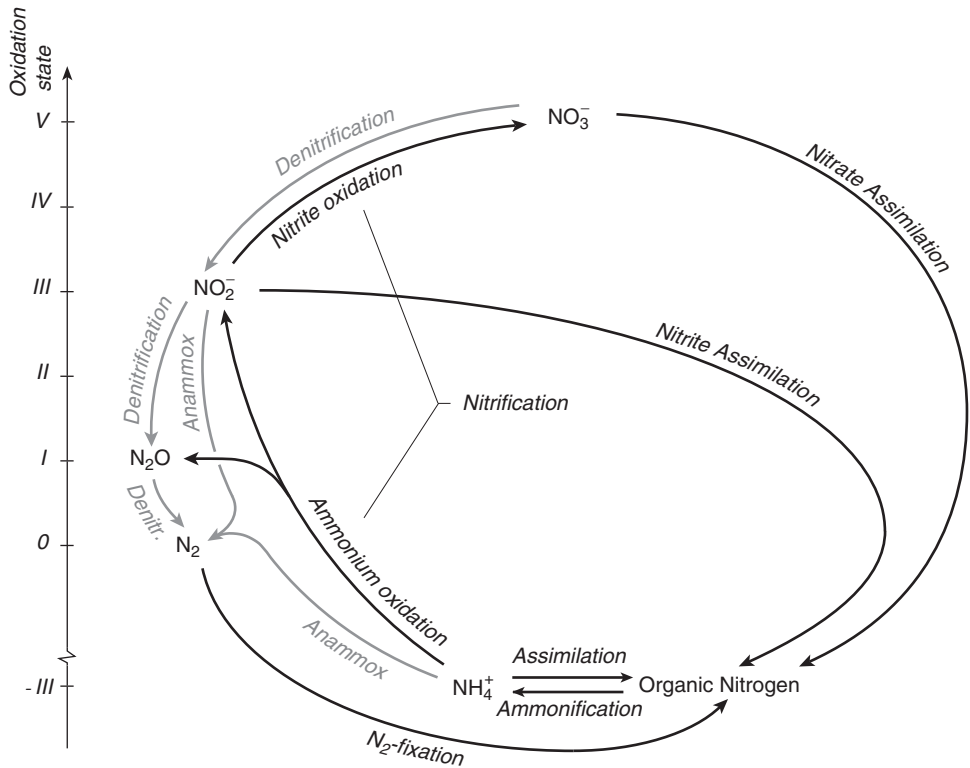 Oxidation
state
V
IV
III
II
I
0
- III
NO₃⁻
Denitrification
Nitrite oxidation
Nitrate Assimilation
NO₂⁻
Denitrification
Anammox
Nitrite Assimilation
Nitrification
N₂O
Denitr.
N₂
Ammonium oxidation
Anammox
NH₄⁺
Assimilation
Ammonification
Organic Nitrogen
N₂-fixation